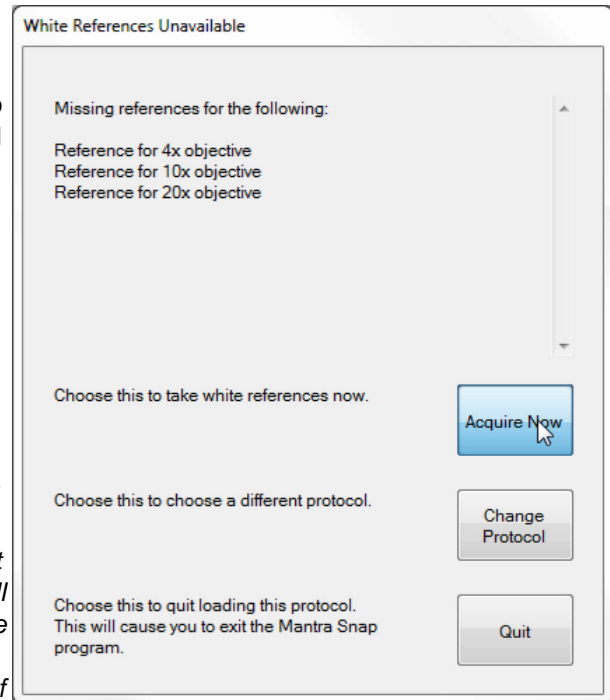 White References Unavailable
Missing references for the following:
Reference for 4x objective
Reference for 10x objective
Reference for 20x objective
Choose this to take white references now.
Acquire Now
Choose this to choose a different protocol.
Change
Protocol
Choose this to quit loading this protocol.
This will cause you to exit the Mantra Snap
program.
Quit